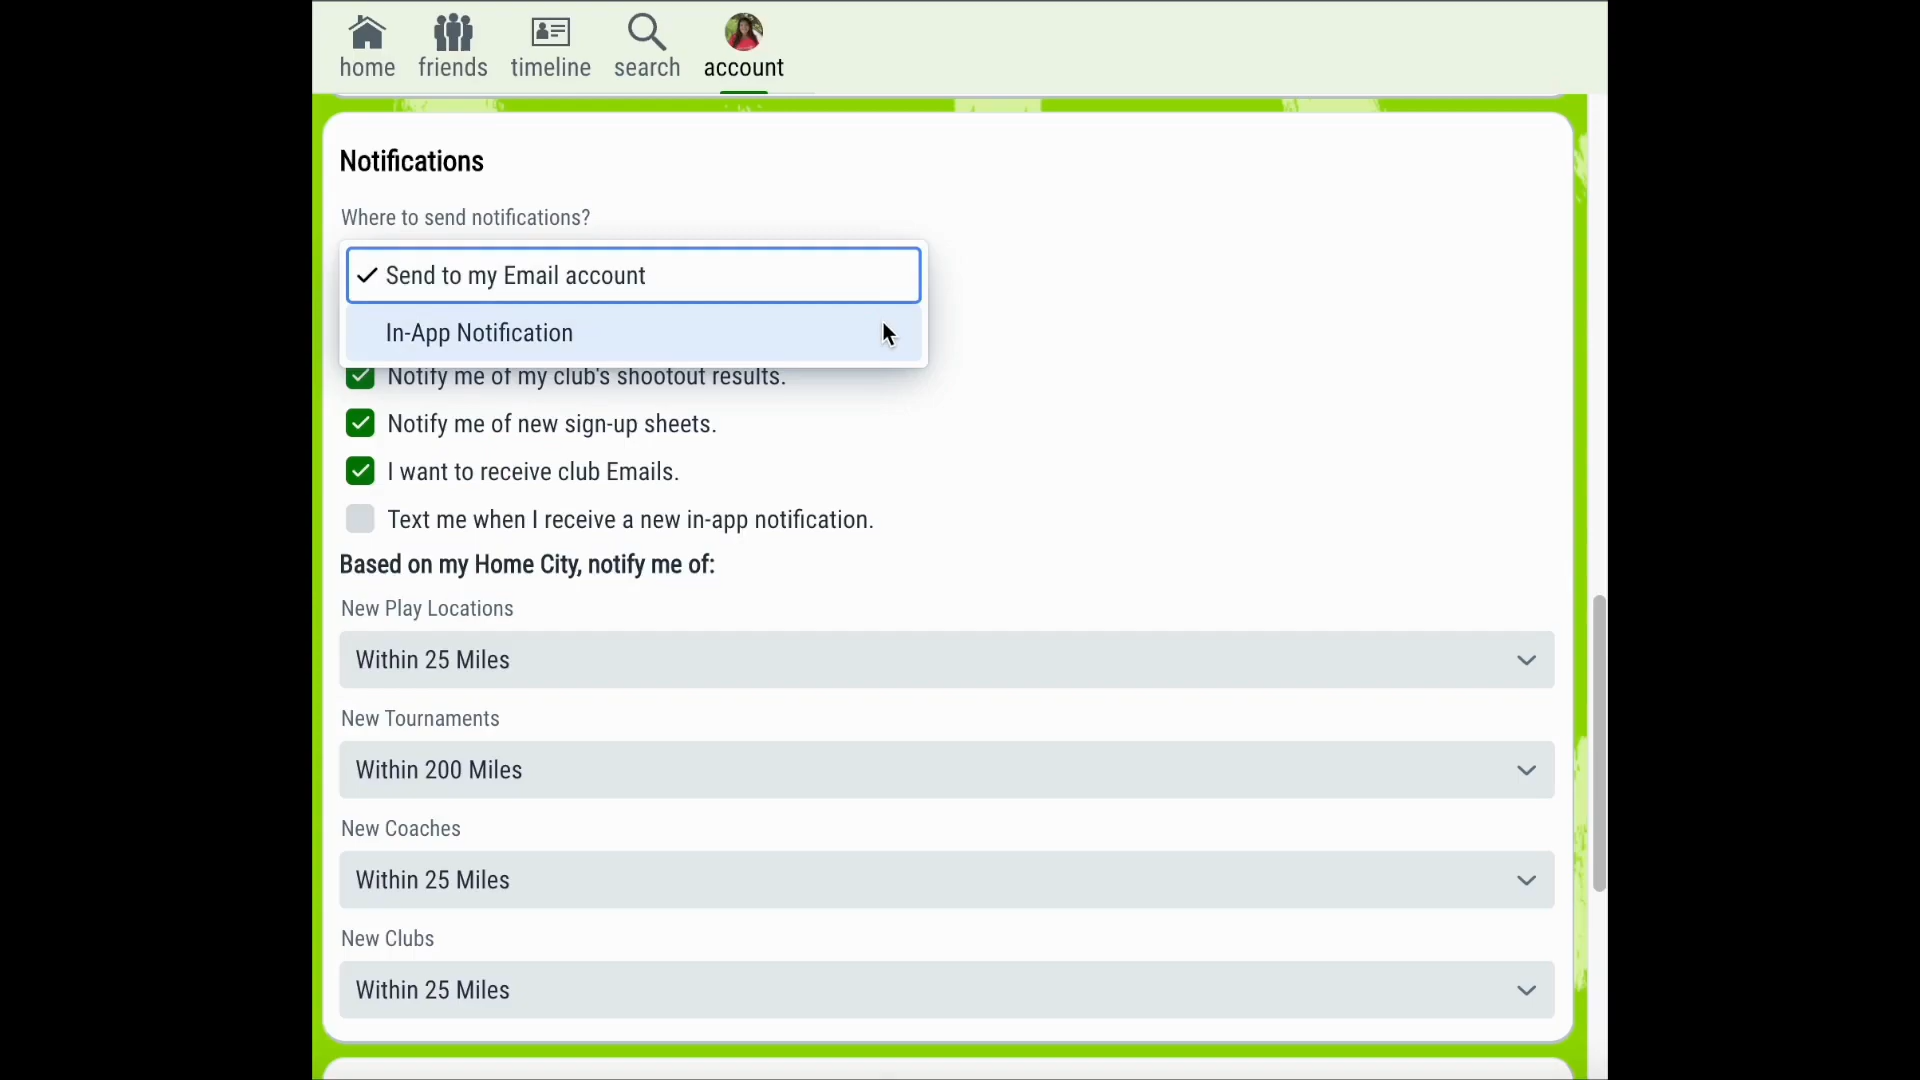 home friends timeline search account
Notifications
Where to send notifications?
Send to my Email account
In-App Notification
Notify me of my club's shootout results.
Notify me of new sign-up sheets.
I want to receive club Emails.
Text me when I receive a new in-app notification.
Based on my Home City, notify me of:
New Play Locations
Within 25 Miles
New Tournaments
Within 200 Miles
New Coaches
Within 25 Miles
New Clubs
Within 25 Miles